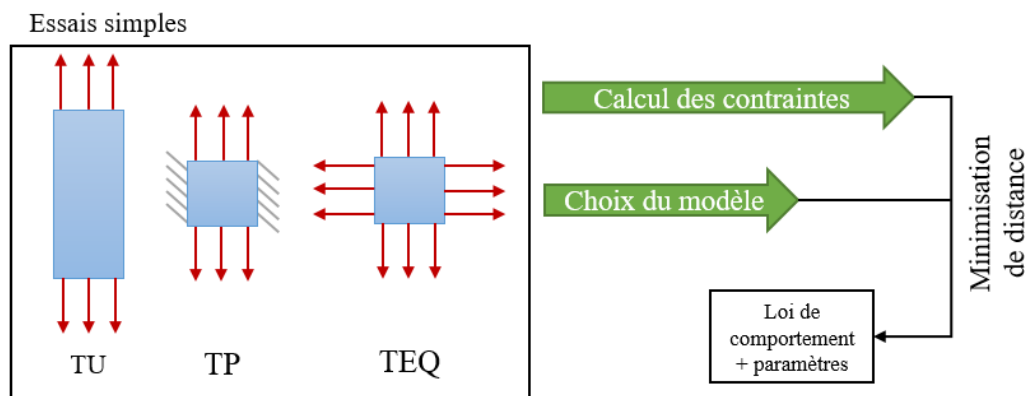 Essais simples
TU
TP
TEQ
Calcul des contraintes
Choix du modèle
Minimisation
de distance
Loi de
comportement
+ paramètres